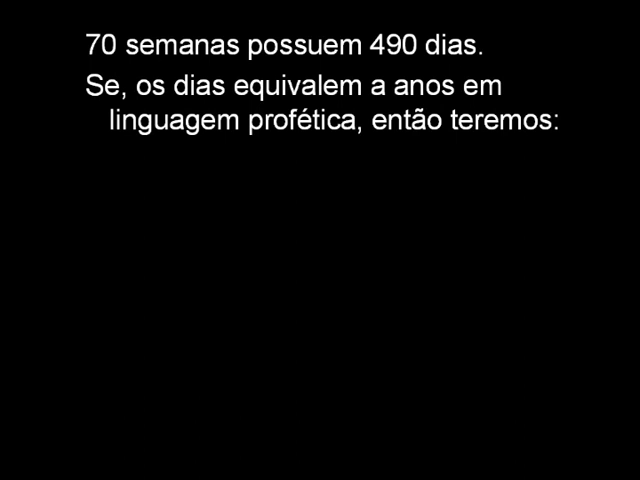 70 semanas possuem 490 dias.
Se, os dias equivalem a anos em
linguagem profética, então teremos: